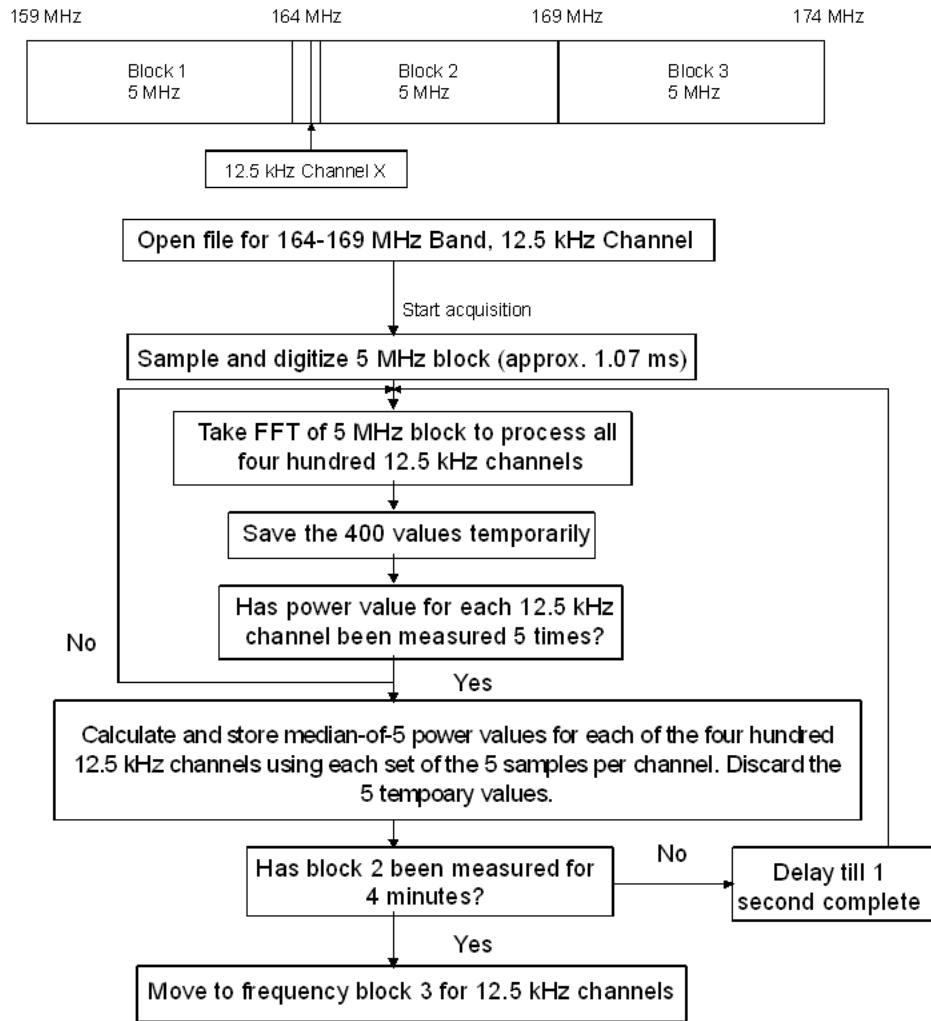 159 MHz
164 MHz
169 MHz
174 MHz
Block 1
5 MHz
Block 2
5 MHz
Block 3
5 MHz
12.5 kHz Channel X
Open file for 164-169 MHz Band, 12.5 kHz Channel
Start acquisition
Sample and digitize 5 MHz block (approx. 1.07 ms)
Take FFT of 5 MHz block to process all
four hundred 12.5 kHz channels
Save the 400 values temporarily
Has power value for each 12.5 kHz
channel been measured 5 times?
No
Yes
Calculate and store median-of-5 power values for each of the four hundred
12.5 kHz channels using each set of the 5 samples per channel. Discard the
5 tempoary values.
Has block 2 been measured for
4 minutes?
No
Delay till 1
second complete
Yes
Move to frequency block 3 for 12.5 kHz channels